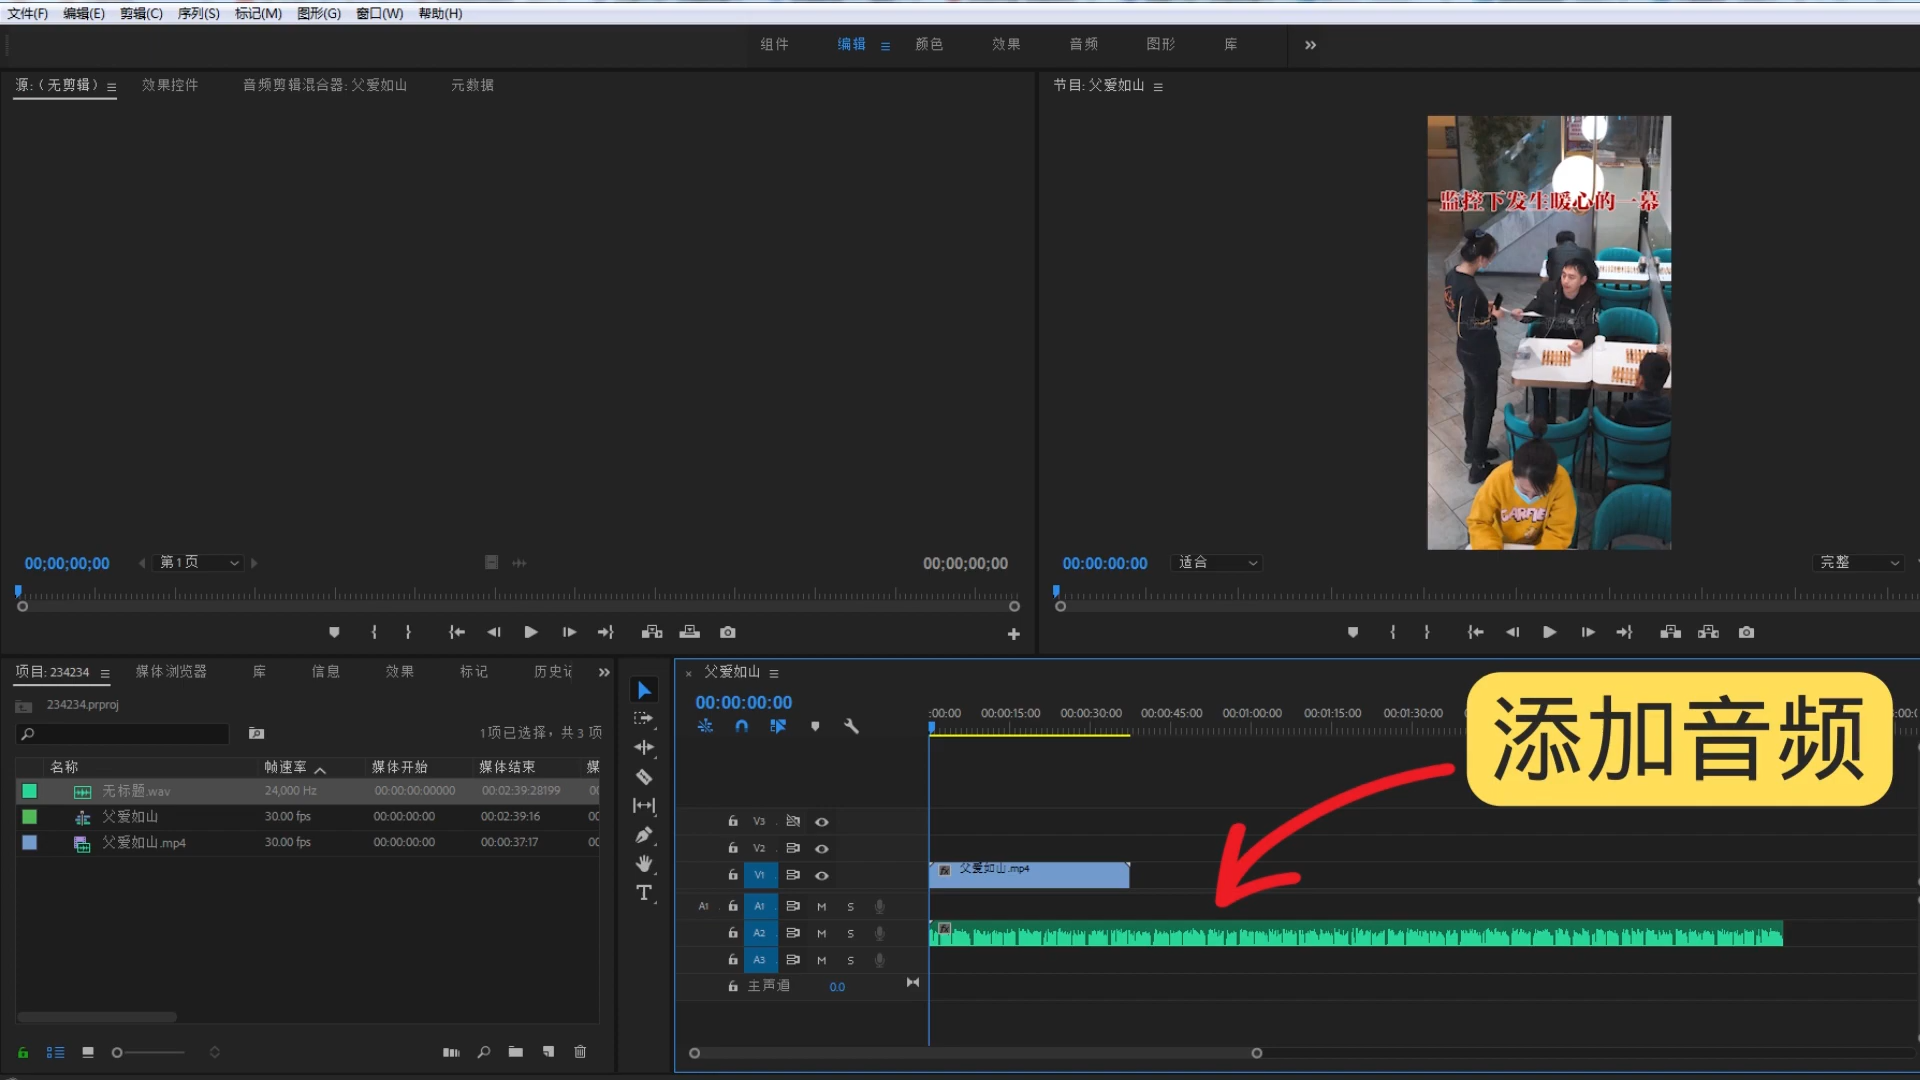 文件(F) 编辑(E) 剪辑(C) 序列(S) 标记(M) 图形(G) 窗口(W) 帮助(H)
组件 编辑 颜色 效果 音频 图形 库
源:（无剪辑） 效果控件 音频剪辑混合器: 父爱如山 元数据
节目: 父爱如山
监控下发生暖心的一幕
GARFIE
00;00;00;00 第1页 00;00;00;00
00:00:00:00 适合 完整
项目: 234234 媒体浏览器 库 信息 效果 标记 历史记
234234.prproj
1项已选择，共 3 项
名称 帧速率 媒体开始 媒体结束 媒
无标题.wav 24,000 Hz 00:00:00:00000 00:02:39:28199 00
父爱如山 30.00 fps 00:00:00:00 00:02:39:16 00
父爱如山.mp4 30.00 fps 00:00:00:00 00:00:37:17 00
× 父爱如山
00:00:00:00
:00:00 00:00:15:00 00:00:30:00 00:00:45:00 00:01:00:00 00:01:15:00 00:01:30:00
添加音频
V3
V2
V1 父爱如山.mp4
A1 A1 M S
A2 M S
A3 M S
主声道 0.0